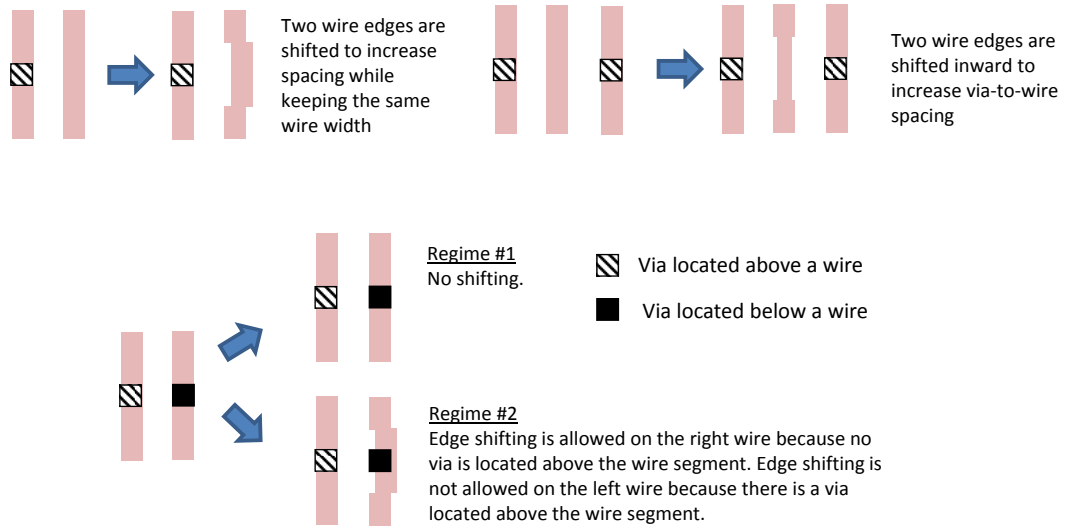 Two wire edges are
shifted to increase
spacing while
keeping the same
wire width
Two wire edges are
shifted inward to
increase via-to-wire
spacing
Regime #1
No shifting.
Via located above a wire
Via located below a wire
Regime #2
Edge shifting is allowed on the right wire because no
via is located above the wire segment. Edge shifting is
not allowed on the left wire because there is a via
located above the wire segment.